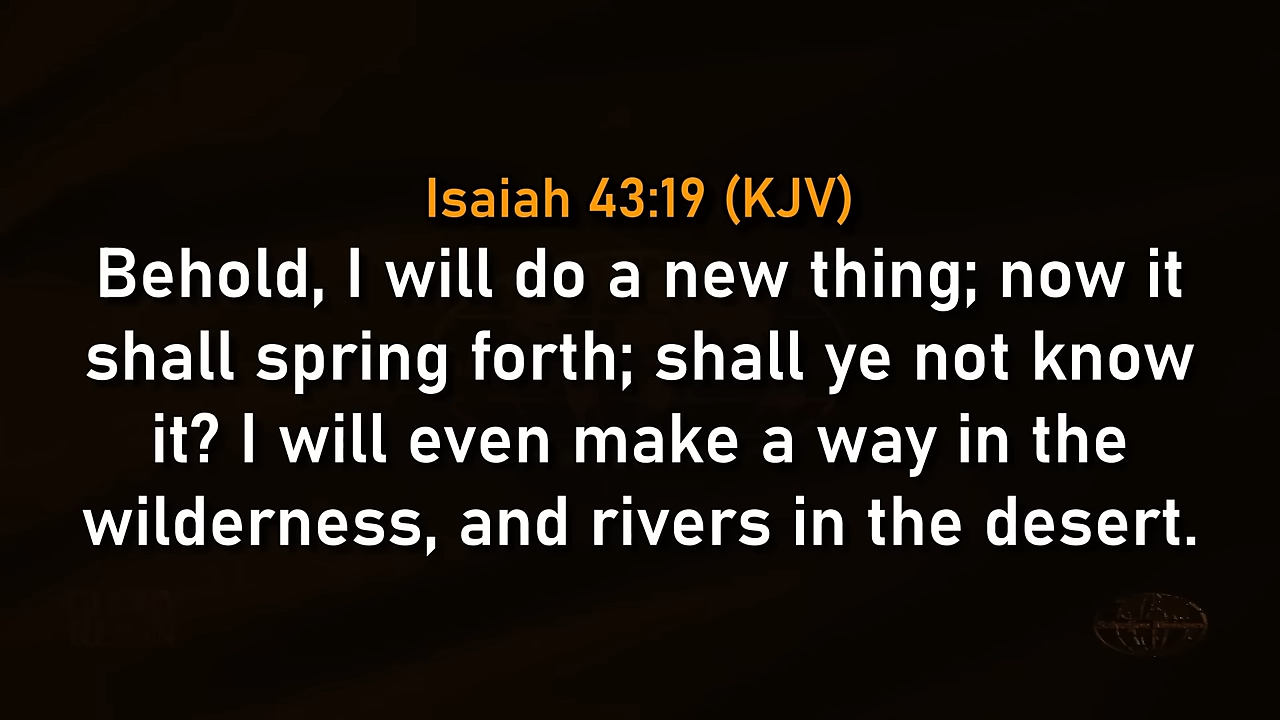 Isaiah 43:19 (KJV)
Behold, I will do a new thing; now it
shall spring forth; shall ye not know
it? I will even make a way in the
wilderness, and rivers in the desert.